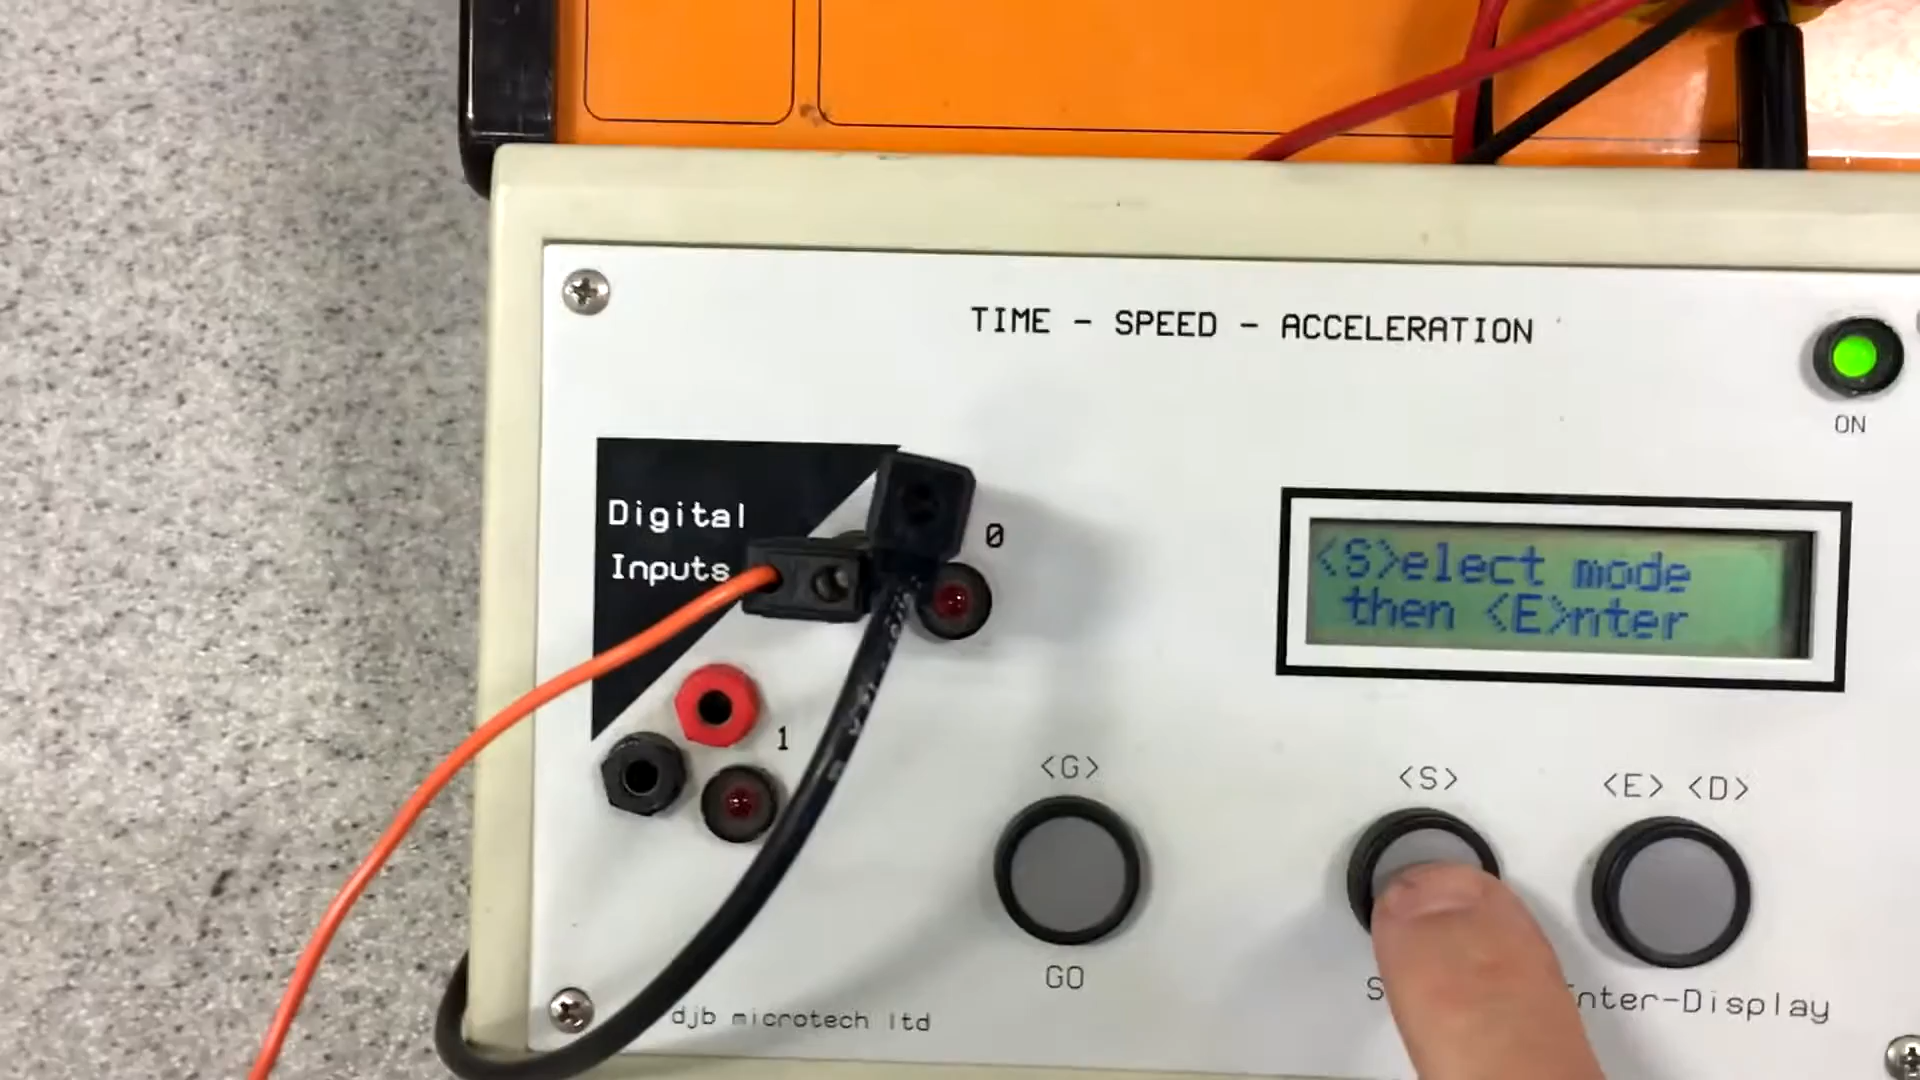 TIME - SPEED - ACCELERATION
ON
Digital
Inputs
0
<S>elect mode
then <E>nter
1
<G>
<S>
<E> <D>
GO
S
nter-Display
djb microtech ltd